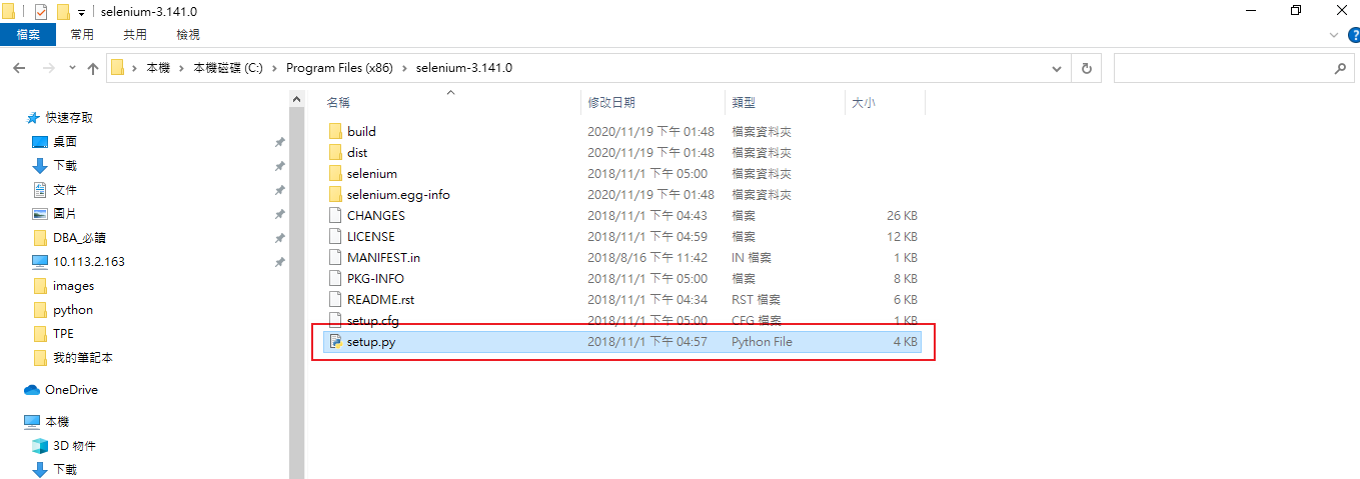 selenium-3.141.0
檔案 常用 共用 檢視
本機 本機磁碟 (C:) Program Files (x86) selenium-3.141.0
快速存取
桌面
下載
文件
圖片
DBA_必讀
10.113.2.163
images
python
TPE
我的筆記本
OneDrive
本機
3D 物件
下載
名稱 修改日期 類型 大小
build 2020/11/19 下午 01:48 檔案資料夾
dist 2020/11/19 下午 01:48 檔案資料夾
selenium 2018/11/1 下午 05:00 檔案資料夾
selenium.egg-info 2020/11/19 下午 01:48 檔案資料夾
CHANGES 2018/11/1 下午 04:43 檔案 26 KB
LICENSE 2018/11/1 下午 04:59 檔案 12 KB
MANIFEST.in 2018/8/16 下午 11:42 IN 檔案 1 KB
PKG-INFO 2018/11/1 下午 05:00 檔案 8 KB
README.rst 2018/11/1 下午 04:34 RST 檔案 6 KB
setup.cfg 2018/11/1 下午 05:00 CFG 檔案 1 KB
setup.py 2018/11/1 下午 04:57 Python File 4 KB